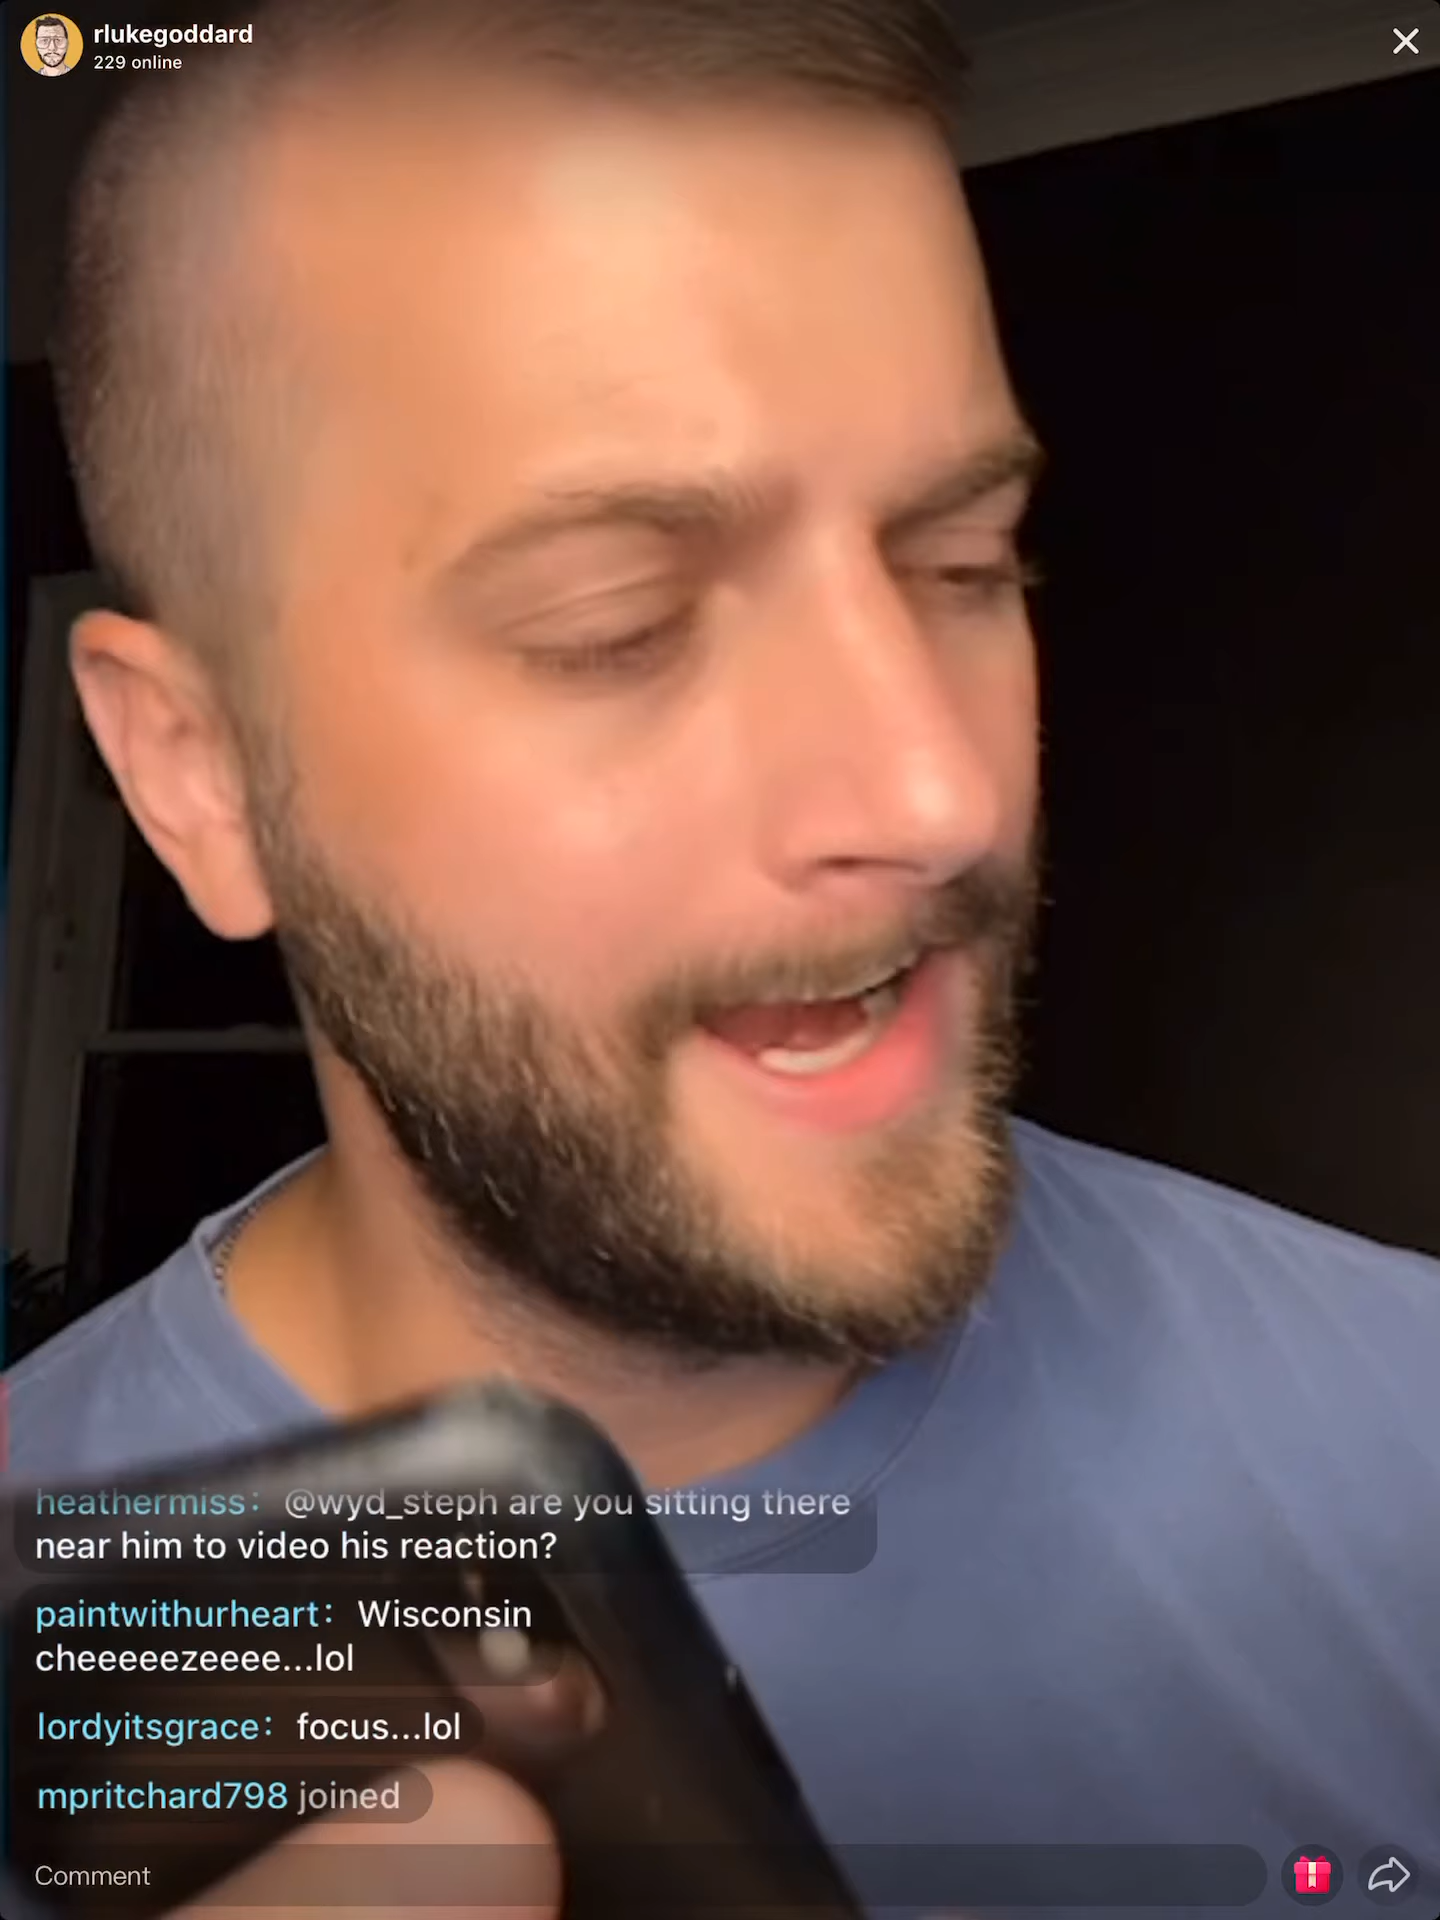 rlukegoddard
229 online
heathermiss: @wyd_steph are you sitting there
near him to video his reaction?
paintwithurheart: Wisconsin
cheeeeezeeee...lol
lordyitsgrace: focus...lol
mpritchard798 joined
Comment